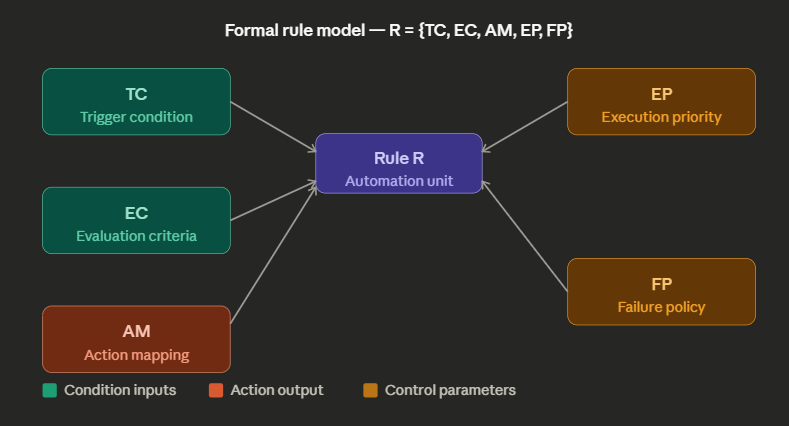 Formal rule model — R = {TC, EC, AM, EP, FP}
TC
Trigger condition
EP
Execution priority
Rule R
Automation unit
EC
Evaluation criteria
FP
Failure policy
AM
Action mapping
Condition inputs
Action output
Control parameters